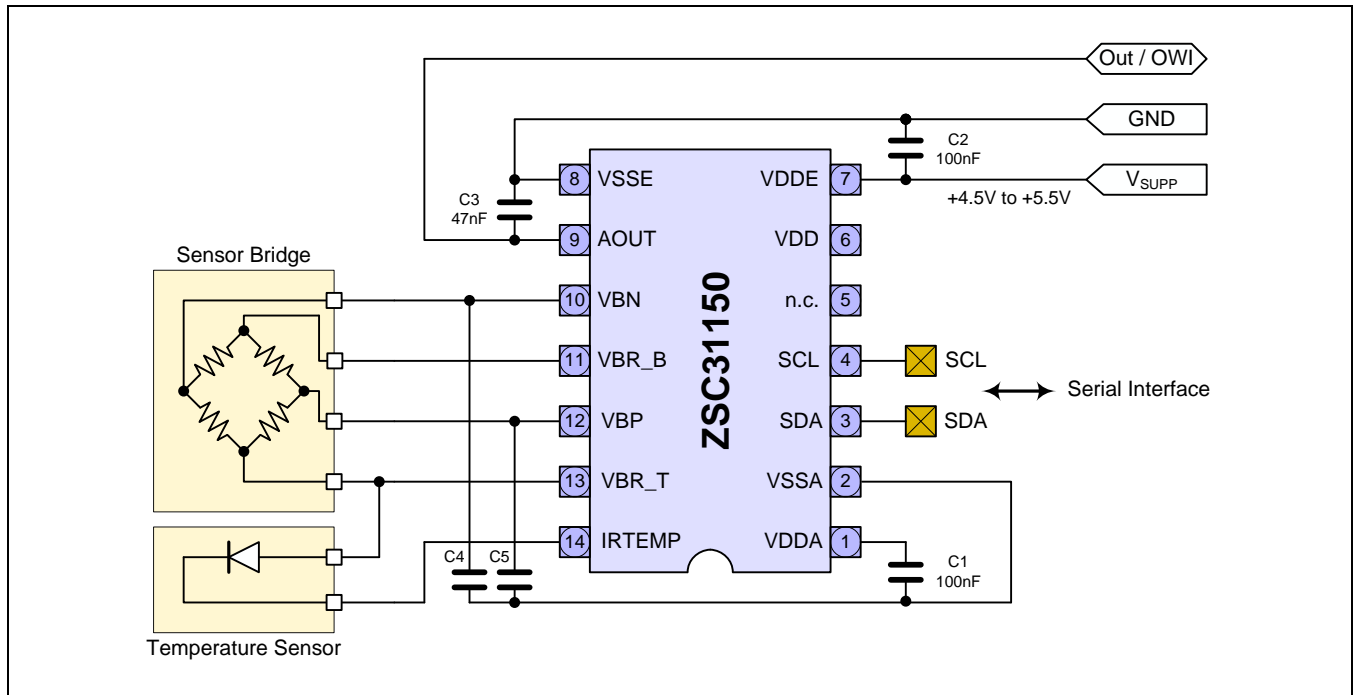 Out / OWI
GND
C2
100nF
V_SUPP
+4.5V to +5.5V
C3
47nF
8 VSSE
VDDE 7
9 AOUT
VDD 6
Sensor Bridge
10 VBN
n.c. 5
11 VBR_B
SCL 4
SCL
Serial Interface
12 VBP
SDA 3
SDA
13 VBR_T
VSSA 2
14 IRTEMP
VDDA 1
ZSC31150
C4
C5
C1
100nF
Temperature Sensor